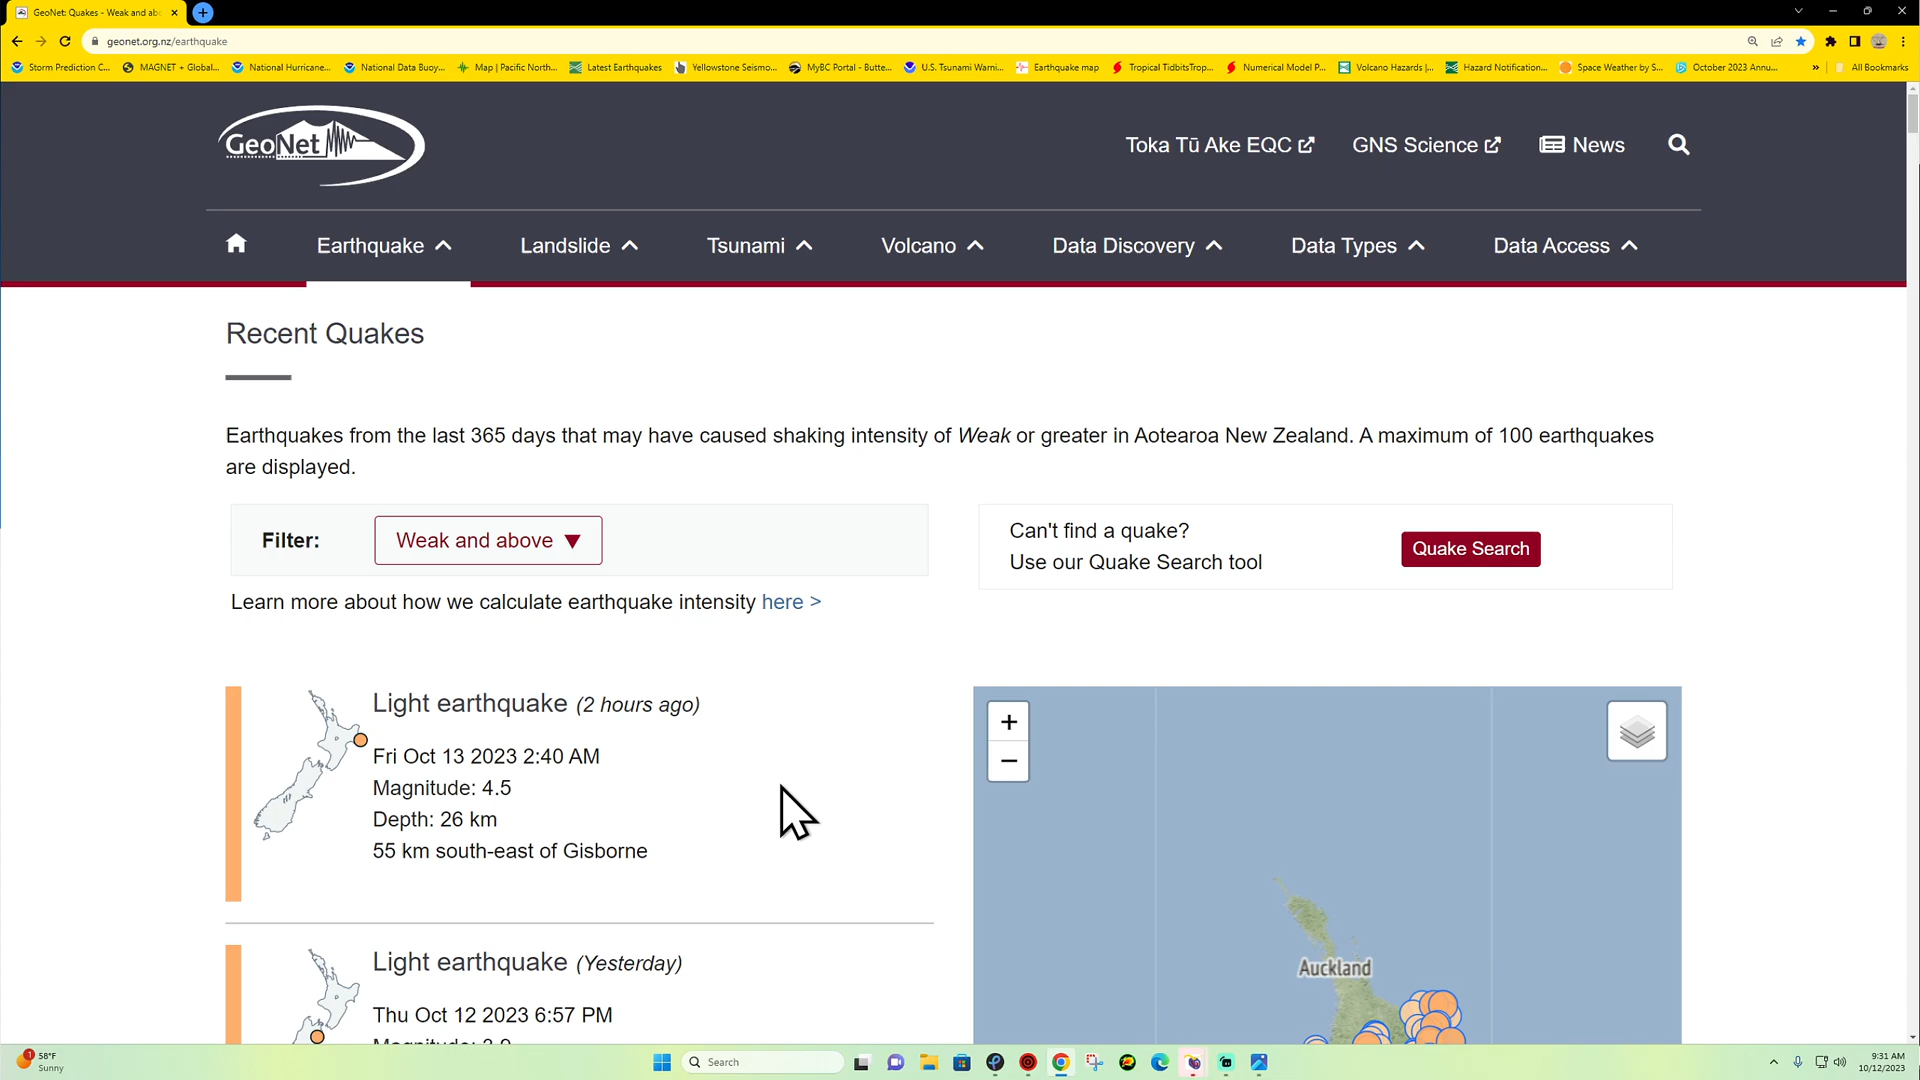 GeoNet: Quakes - Weak and ab
geonet.org.nz/earthquake
Storm Prediction C... MAGNET + Global... National Hurricane... National Data Buoy... Map | Pacific North... Latest Earthquakes Yellowstone Seismo... MyBC Portal - Butte... U.S. Tsunami Warni... Earthquake map Tropical TidbitsTrop... Numerical Model P... Volcano Hazards |... Hazard Notification... Space Weather by S... October 2023 Annu... » All Bookmarks
GeoNet
Toka Tū Ake EQC GNS Science News
Earthquake Landslide Tsunami Volcano Data Discovery Data Types Data Access
Recent Quakes
Earthquakes from the last 365 days that may have caused shaking intensity of Weak or greater in Aotearoa New Zealand. A maximum of 100 earthquakes
are displayed.
Filter: Weak and above ▼
Can't find a quake?
Use our Quake Search tool
Quake Search
Learn more about how we calculate earthquake intensity here >
Light earthquake (2 hours ago)
Fri Oct 13 2023 2:40 AM
Magnitude: 4.5
Depth: 26 km
55 km south-east of Gisborne
+
−
Auckland
Light earthquake (Yesterday)
Thu Oct 12 2023 6:57 PM
1
58°F
Sunny
Search
9:31 AM
10/12/2023